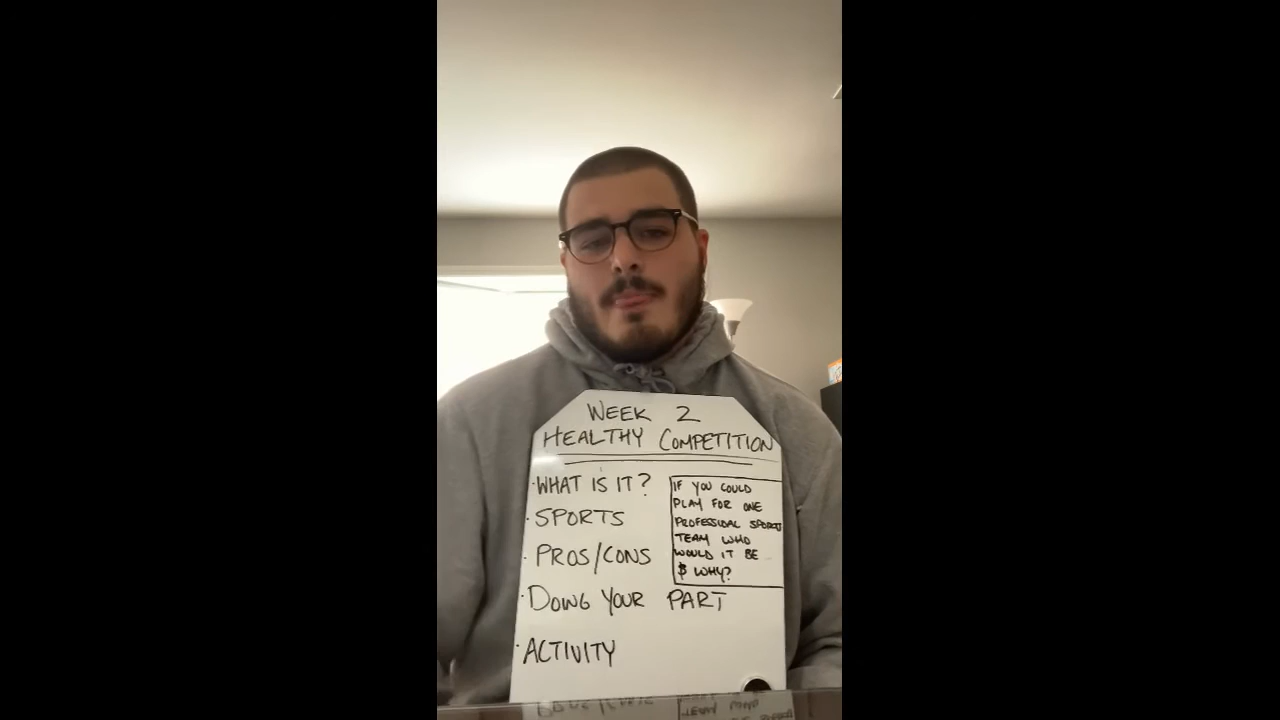 WEEK 2
HEALTHY COMPETITION
· WHAT IS IT?
· SPORTS
· PROS/CONS
· DOING YOUR PART
· ACTIVITY
IF YOU COULD
PLAY FOR ONE
PROFESSIONAL SPORTS
TEAM WHO
WOULD IT BE
& WHY?